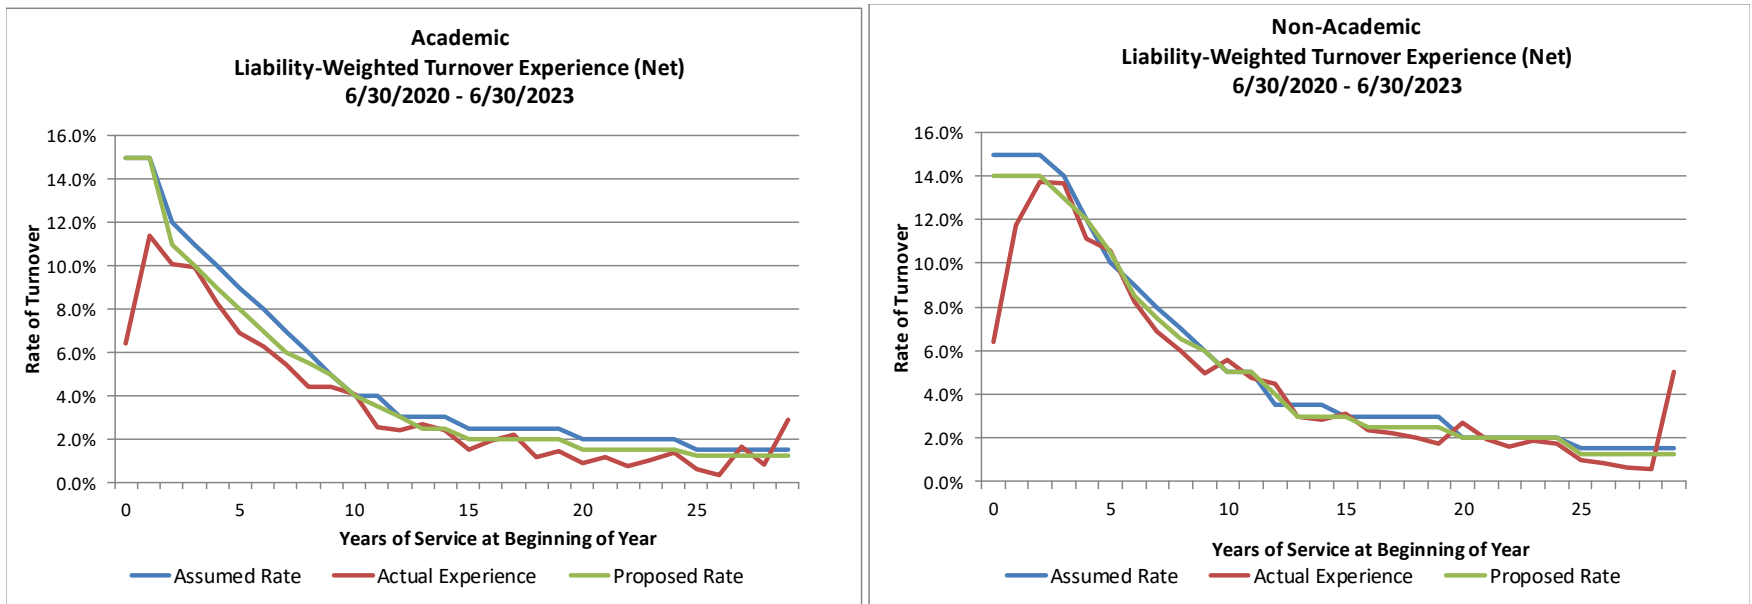 Academic
Liability-Weighted Turnover Experience (Net)
6/30/2020 - 6/30/2023
Rate of Turnover
16.0%
14.0%
12.0%
10.0%
8.0%
6.0%
4.0%
2.0%
0.0%
0 5 10 15 20 25
Years of Service at Beginning of Year
Assumed Rate Actual Experience Proposed Rate
Non-Academic
Liability-Weighted Turnover Experience (Net)
6/30/2020 - 6/30/2023
Rate of Turnover
16.0%
14.0%
12.0%
10.0%
8.0%
6.0%
4.0%
2.0%
0.0%
0 5 10 15 20 25
Years of Service at Beginning of Year
Assumed Rate Actual Experience Proposed Rate